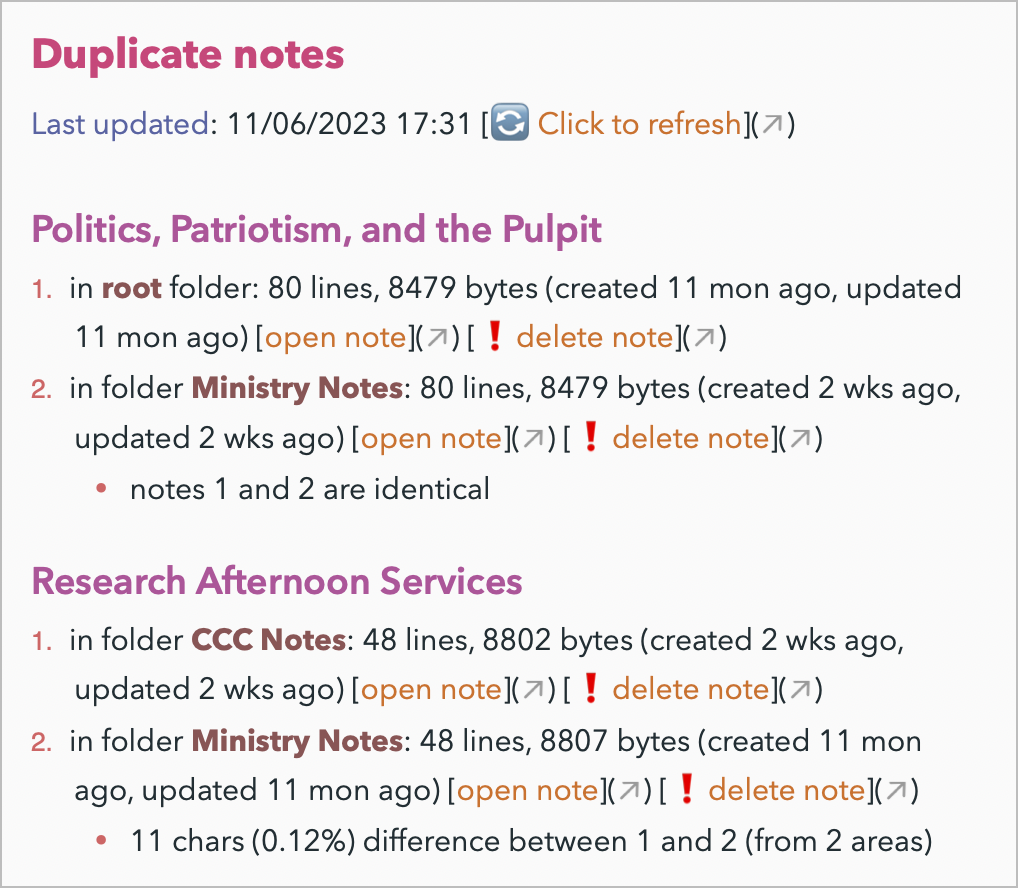 Duplicate notes
Last updated: 11/06/2023 17:31 [🔄 Click to refresh](↗)
Politics, Patriotism, and the Pulpit
1. in root folder: 80 lines, 8479 bytes (created 11 mon ago, updated
11 mon ago) [open note](↗) [❗ delete note](↗)
2. in folder Ministry Notes: 80 lines, 8479 bytes (created 2 wks ago,
updated 2 wks ago) [open note](↗) [❗ delete note](↗)
• notes 1 and 2 are identical
Research Afternoon Services
1. in folder CCC Notes: 48 lines, 8802 bytes (created 2 wks ago,
updated 2 wks ago) [open note](↗) [❗ delete note](↗)
2. in folder Ministry Notes: 48 lines, 8807 bytes (created 11 mon
ago, updated 11 mon ago) [open note](↗) [❗ delete note](↗)
• 11 chars (0.12%) difference between 1 and 2 (from 2 areas)